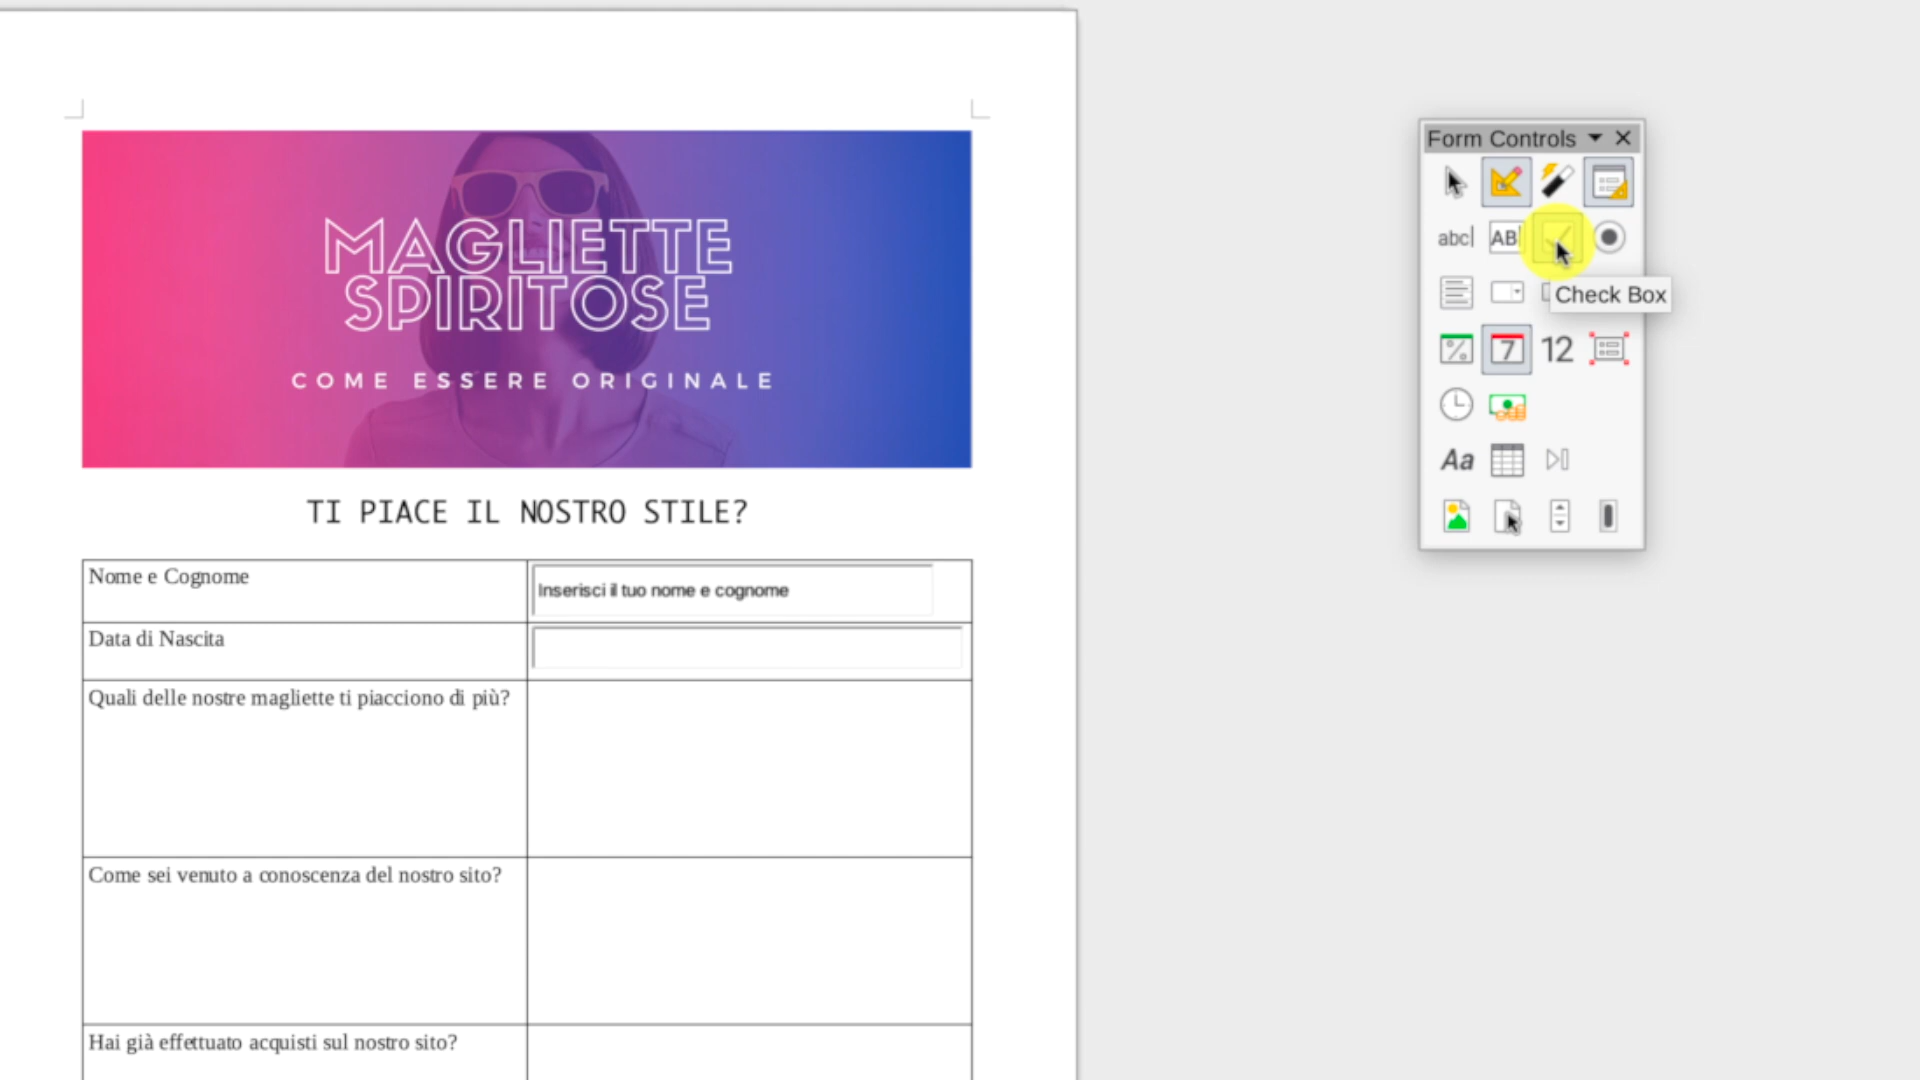 MAGLIETTE
SPIRITOSE
COME ESSERE ORIGINALE
TI PIACE IL NOSTRO STILE?
Nome e Cognome
Inserisci il tuo nome e cognome
Data di Nascita
Quali delle nostre magliette ti piacciono di più?
Come sei venuto a conoscenza del nostro sito?
Hai già effettuato acquisti sul nostro sito?
Form Controls
abc
AB
Check Box
%
7
12
Aa